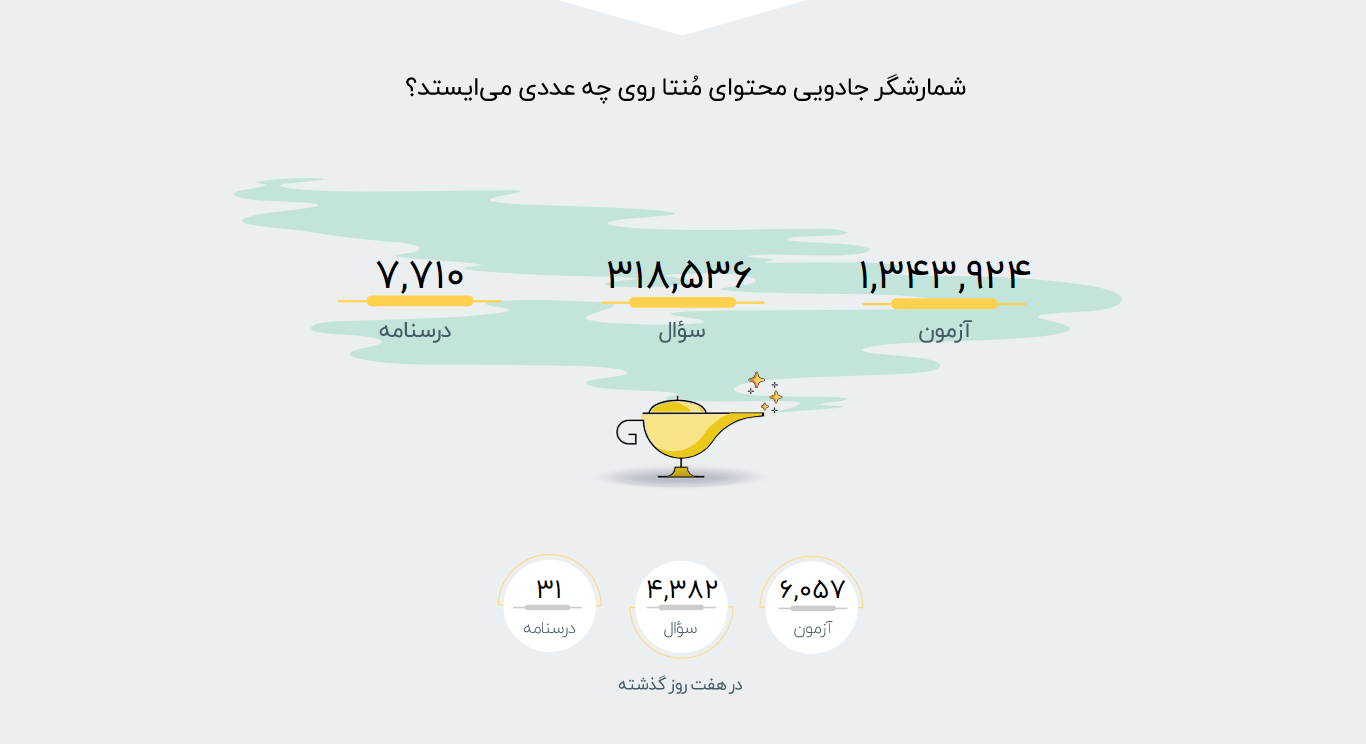 شمارشگر جادویی محتوای مُنتا روی چه عددی می‌ایستد؟
۱,۳۴۳,۹۲۴
آزمون
۳۱۸,۵۳۶
سؤال
۷,۷۱۰
درسنامه
۶,۰۵۷
آزمون
۴,۳۸۲
سؤال
۳۱
درسنامه
در هفت روز گذشته